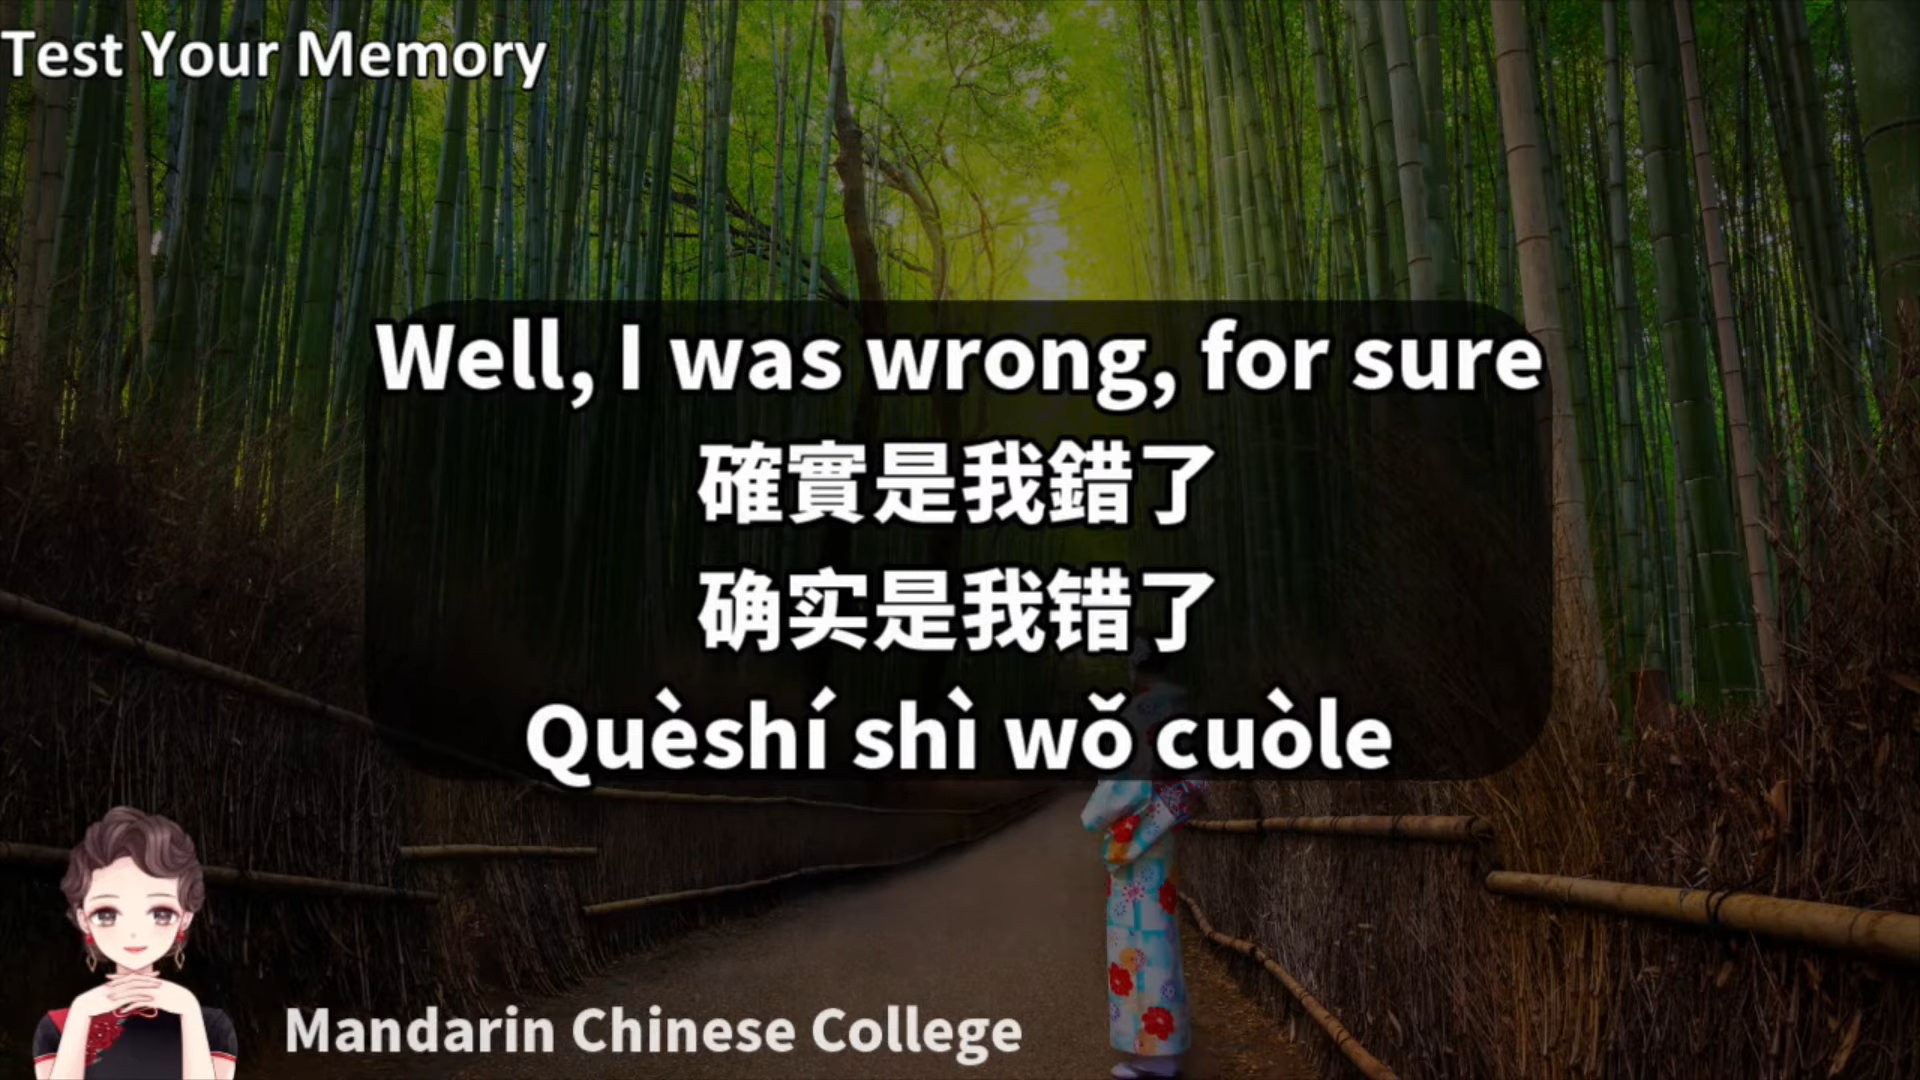 Test Your Memory
Well, I was wrong, for sure
確實是我錯了
确实是我错了
Quèshí shì wǒ cuòle
Mandarin Chinese College